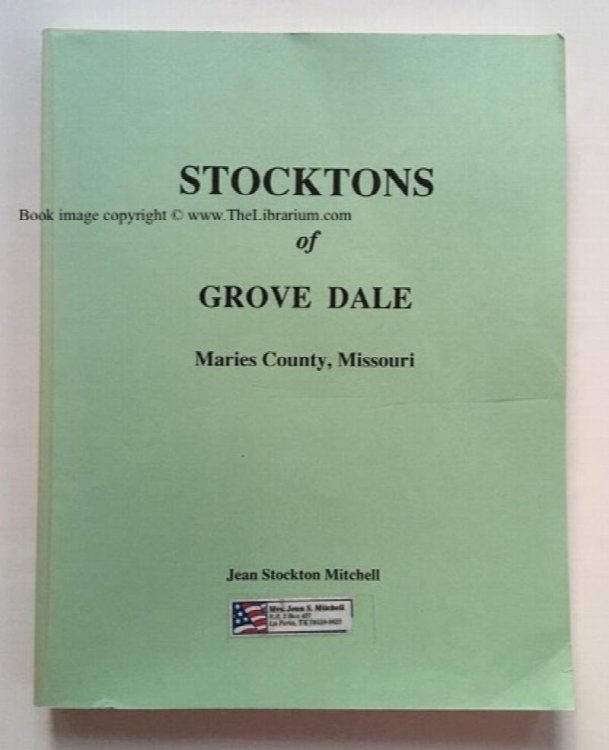 STOCKTONS
Book image copyright © www.TheLibrarium.com
of
GROVE DALE
Maries County, Missouri
Jean Stockton Mitchell
Mrs. Jean S. Mitchell